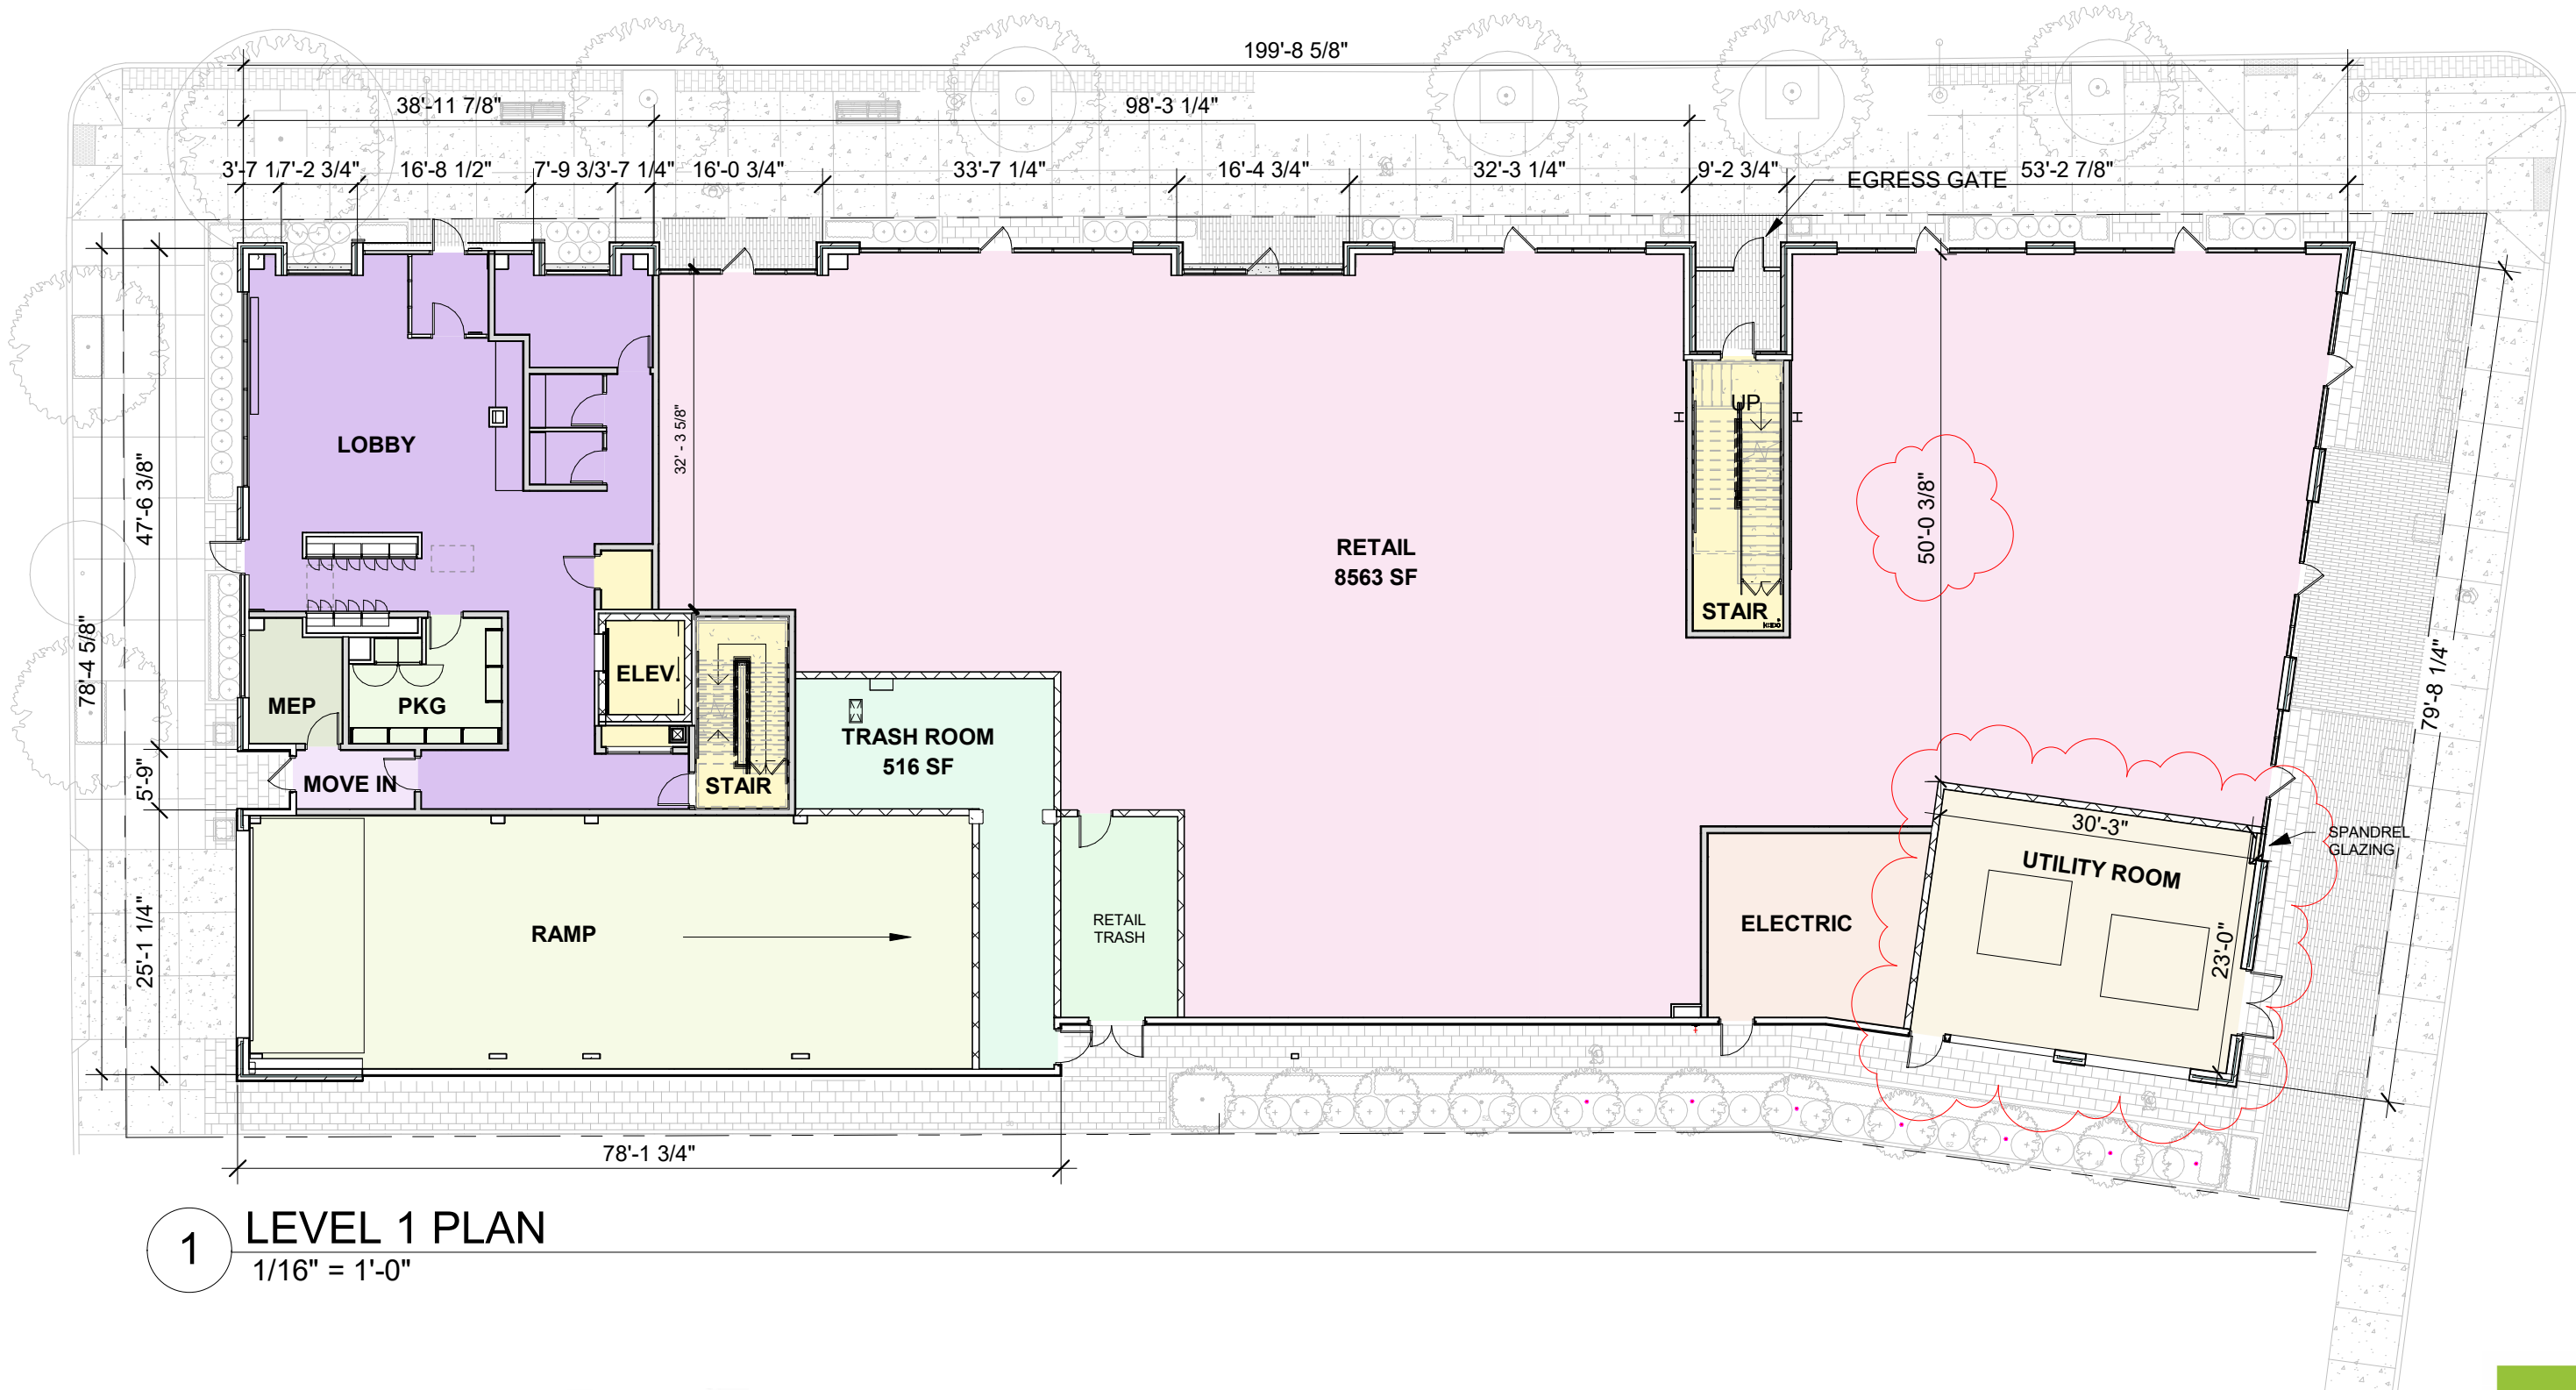 199'-8 5/8"
38'-11 7/8"
98'-3 1/4"
3'-7 1/
7'-2 3/4"
16'-8 1/2"
7'-9 3/
3'-7 1/4"
16'-0 3/4"
33'-7 1/4"
16'-4 3/4"
32'-3 1/4"
9'-2 3/4"
53'-2 7/8"
EGRESS GATE
UP
LOBBY
32' - 3 5/8"
47'-6 3/8"
50'-0 3/8"
RETAIL
8563 SF
STAIR
78'-4 5/8"
ELEV.
MEP
PKG
79'-8 1/4"
TRASH ROOM
516 SF
5'-9"
MOVE IN
STAIR
30'-3"
SPANDREL
GLAZING
UTILITY ROOM
25'-1 1/4"
RAMP
RETAIL
TRASH
ELECTRIC
23'-0"
78'-1 3/4"
1
LEVEL 1 PLAN
1/16" = 1'-0"